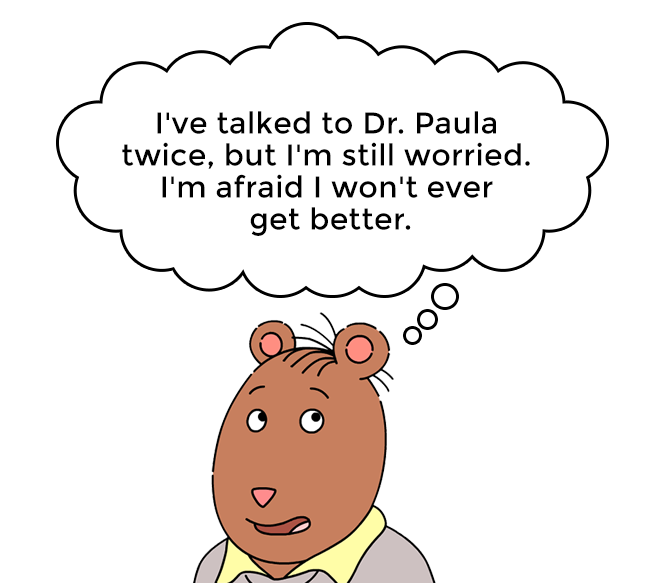 I've talked to Dr. Paula
twice, but I'm still worried.
I'm afraid I won't ever
get better.